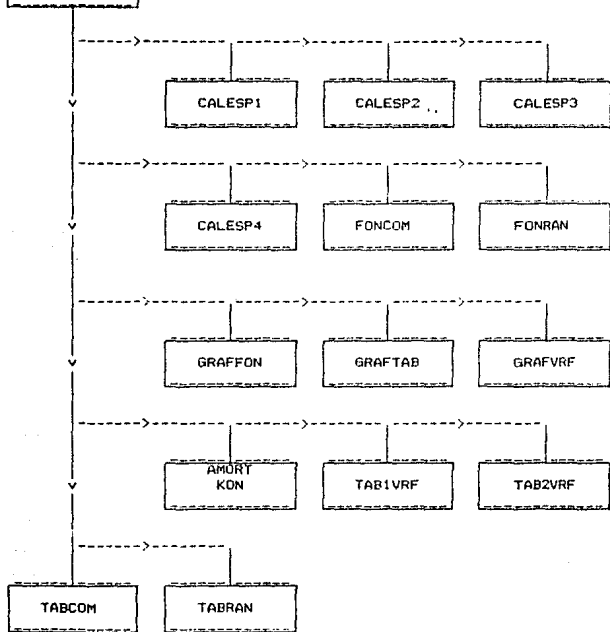 CALESP1 CALESP2 CALESP3
CALESP4 FONCOM FONRAN
GRAFFON GRAFTAB GRAFVRF
AMORT
KON TAB1VRF TAB2VRF
TABCOM TABRAN